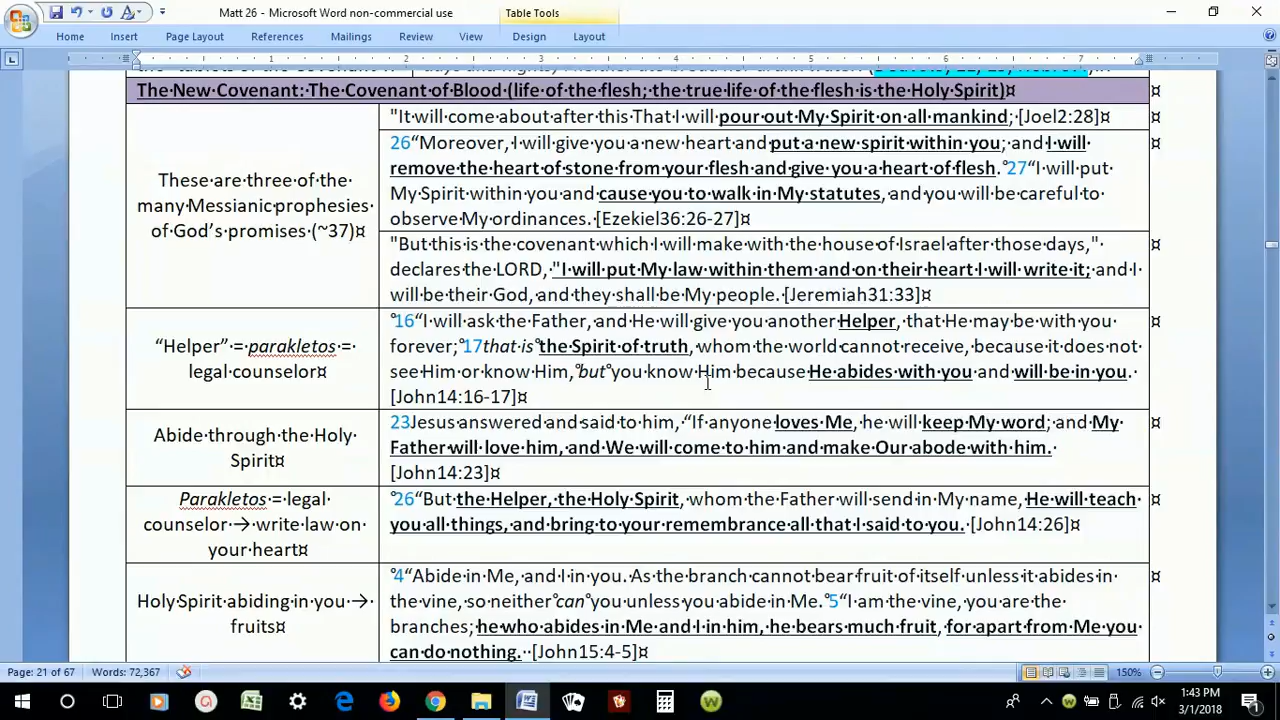 Matt 26 - Microsoft Word non-commercial use
Table Tools
Home Insert Page Layout References Mailings Review View Design Layout
The New Covenant: The Covenant of Blood (life of the flesh; the true life of the flesh is the Holy Spirit)¤
These are three of the
many Messianic prophesies
of God's promises (~37)¤
"It will come about after this That I will pour out My Spirit on all mankind; [Joel2:28]¤
26“Moreover, I will give you a new heart and put a new spirit within you; and I will
remove the heart of stone from your flesh and give you a heart of flesh. 27“I will put
My Spirit within you and cause you to walk in My statutes, and you will be careful to
observe My ordinances. [Ezekiel36:26-27]¤
"But this is the covenant which I will make with the house of Israel after those days,"
declares the LORD, "I will put My law within them and on their heart I will write it; and I
will be their God, and they shall be My people. [Jeremiah31:33]¤
“Helper” = parakletos =
legal counselor¤
16“I will ask the Father, and He will give you another Helper, that He may be with you
forever; 17that is the Spirit of truth, whom the world cannot receive, because it does not
see Him or know Him, but you know Him because He abides with you and will be in you.
[John14:16-17]¤
Abide through the Holy
Spirit¤
23Jesus answered and said to him, “If anyone loves Me, he will keep My word; and My
Father will love him, and We will come to him and make Our abode with him.
[John14:23]¤
Parakletos = legal
counselor → write law on
your heart¤
26“But the Helper, the Holy Spirit, whom the Father will send in My name, He will teach
you all things, and bring to your remembrance all that I said to you. [John14:26]¤
Holy Spirit abiding in you →
fruits¤
4“Abide in Me, and I in you. As the branch cannot bear fruit of itself unless it abides in
the vine, so neither can you unless you abide in Me. 5“I am the vine, you are the
branches; he who abides in Me and I in him, he bears much fruit, for apart from Me you
can do nothing. [John15:4-5]¤
Page: 21 of 67 Words: 72,367 150%
1:43 PM
3/1/2018